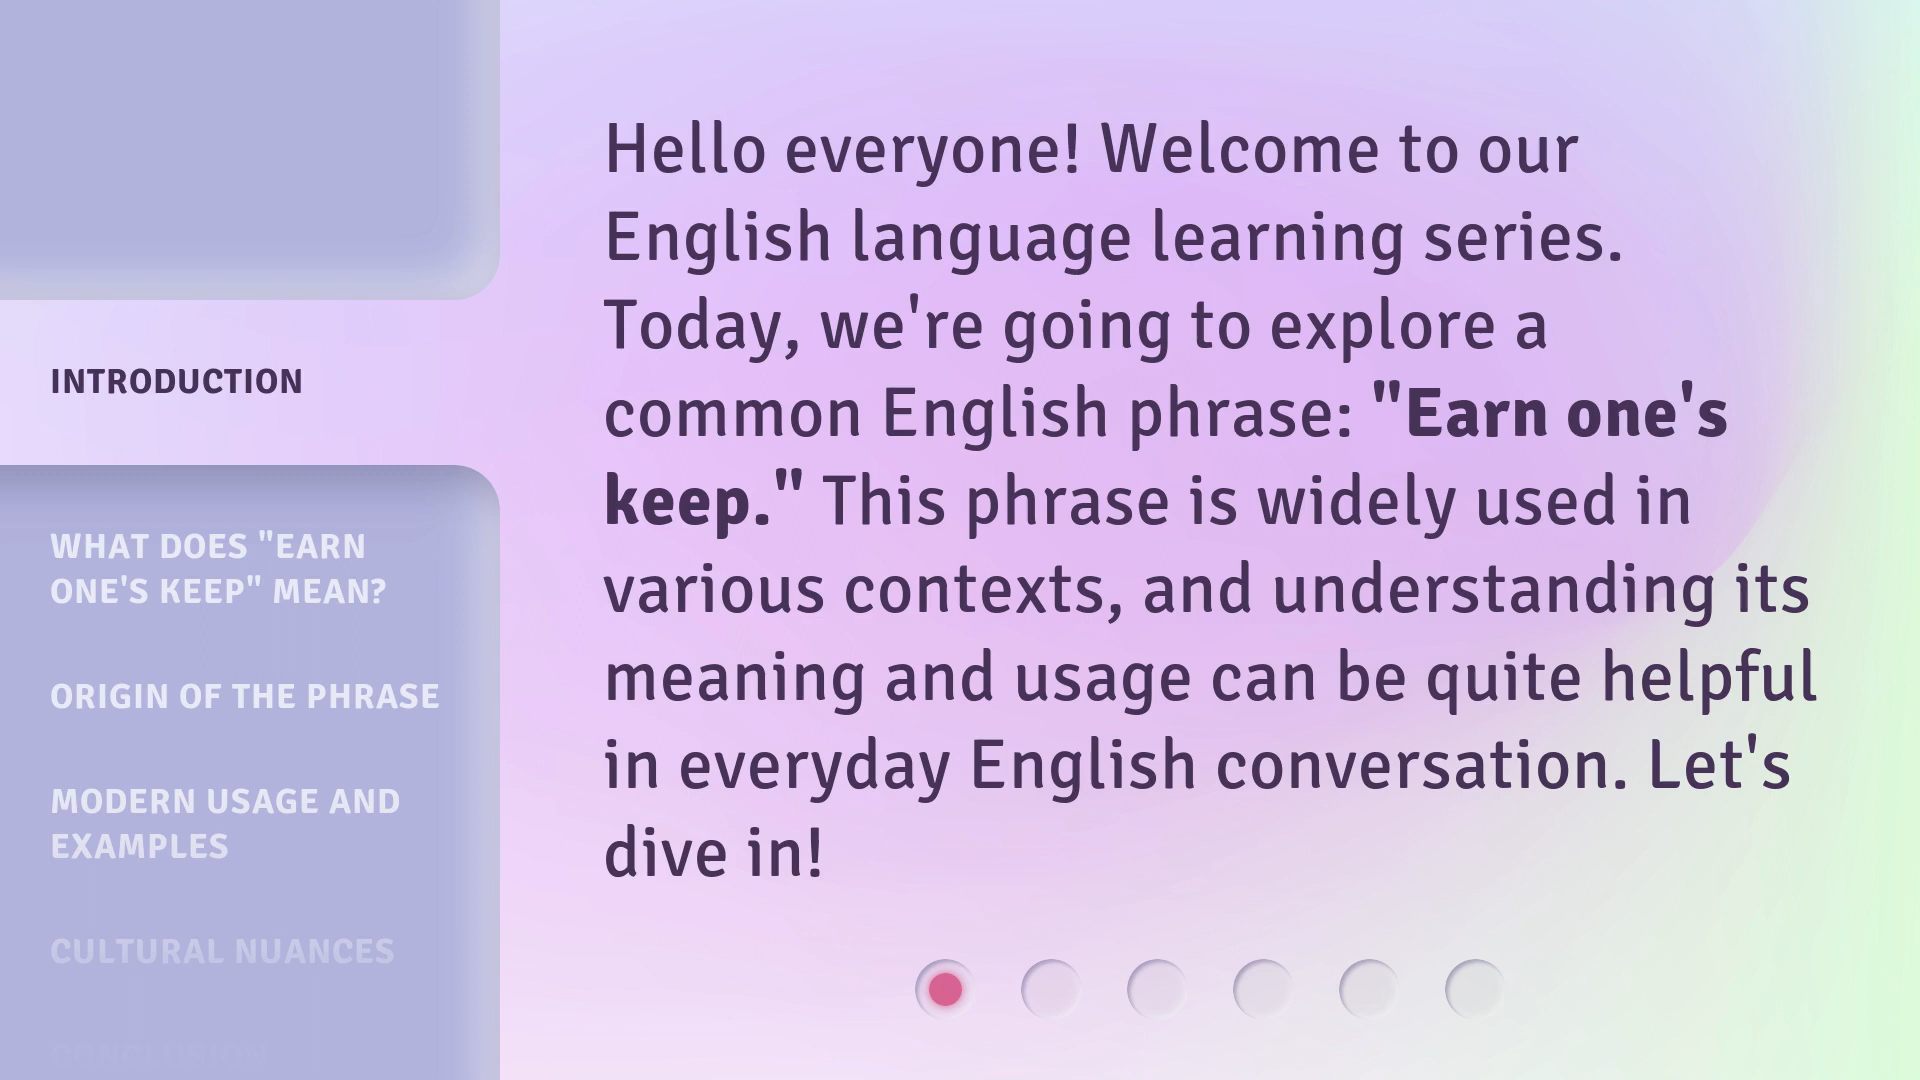 INTRODUCTION
WHAT DOES "EARN
ONE'S KEEP" MEAN?
ORIGIN OF THE PHRASE
MODERN USAGE AND
EXAMPLES
CULTURAL NUANCES
CONCLUSION
Hello everyone! Welcome to our
English language learning series.
Today, we're going to explore a
common English phrase: "Earn one's
keep." This phrase is widely used in
various contexts, and understanding its
meaning and usage can be quite helpful
in everyday English conversation. Let's
dive in!